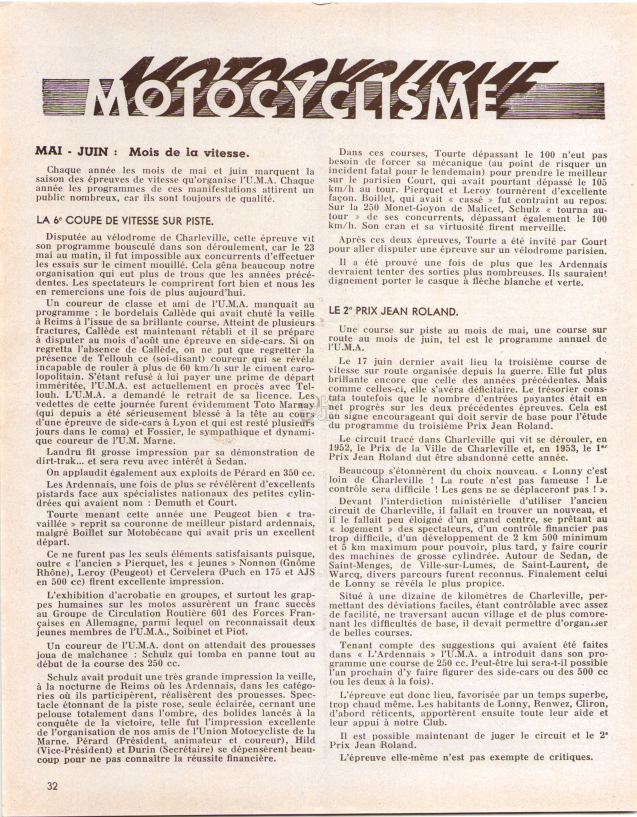 MOTOCYCLISME
MAI - JUIN : Mois de la vitesse.
Chaque année les mois de mai et juin marquent la
saison des épreuves de vitesse qu'organise l'U.M.A. Chaque
année les programmes de ces manifestations attirent un
public nombreux, car ils sont toujours de qualité.
LA 6e COUPE DE VITESSE SUR PISTE.
Disputée au vélodrome de Charleville, cette épreuve vit
son programme bousculé dans son déroulement, car le 23
mai au matin, il fut impossible aux concurrents d'effectuer
les essais sur le ciment mouillé. Cela gêna beaucoup notre
organisation qui eut plus de trous que les années précé-
dentes. Les spectateurs le comprirent fort bien et nous les
en remercions une fois de plus aujourd'hui.
Un coureur de classe et ami de l'U.M.A. manquait au
programme : le bordelais Callède qui avait chuté la veille
à Reims à l'issue de sa brillante course. Atteint de plusieurs
fractures, Callède est maintenant rétabli et il se prépare
à disputer au mois d'août une épreuve en side-cars. Si on
regretta l'absence de Callède, on ne put que regretter la
présence de Tellouh (ce (soi-disant) coureur qui se révéla
incapable de rouler à plus de 60 km/h sur le ciment caro-
lopolitain. S'étant refusé à lui payer une prime de départ
imméritée, l'U.M.A. est actuellement en procès avec Tel-
louh. L'U.M.A. a demandé le retrait de sa licence. Les
vedettes de cette journée furent évidemment Toto Marnay
(qui depuis a été sérieusement blessé à la tête au cours
d'une épreuve de side-cars à Lyon et qui est resté plusieurs
jours dans le coma) et Fossier, le sympathique et dynami-
que coureur de l'U.M. Marne.
Landru fit grosse impression par sa démonstration de
dirt-trak... et sera revu avec intérêt à Sedan.
On applaudit également aux exploits de Pérard en 350 cc.
Les Ardennais, une fois de plus se révélèrent d'excellents
pistards face aux spécialistes nationaux des petites cylin-
drées qui avaient nom : Demuth et Court.
Tourte menant cette année une Peugeot bien « tra-
vaillée » reprit sa couronne de meilleur pistard ardennais,
malgré Boillet sur Motobécane qui avait pris un excellent
départ.
Ce ne furent pas les seuls éléments satisfaisants puisque,
outre « l'ancien » Pierquet, les « jeunes » Nonnon (Gnôme
Rhône), Leroy (Peugeot) et Cervelera (Puch en 175 et AJS
en 500 cc) firent excellente impression.
L'exhibition d'acrobatie en groupes, et surtout les grap-
pes humaines sur les motos assurèrent un franc succès
au Groupe de Circulation Routière 601 des Forces Fran-
çaises en Allemagne, parmi lequel on reconnaissait deux
jeunes membres de l'U.M.A., Soibinet et Piot.
Un coureur de l'U.M.A. dont on attendait des prouesses
joua de malchance : Schulz qui tomba en panne tout au
début de la course des 250 cc.
Schulz avait produit une très grande impression la veille,
à la nocturne de Reims où les Ardennais, dans les catégo-
ries où ils participèrent, réalisèrent des prouesses. Spec-
tacle étonnant de la piste rose, seule éclairée, cernant une
pelouse totalement dans l'ombre, des bolides lancés à la
conquête de la victoire, telle fut l'impression excellente
de l'organisation de nos amis de l'Union Motocycliste de la
Marne. Pérard (Président, animateur et coureur), Hild
(Vice-Président) et Durin (Secrétaire) se dépensèrent beau-
coup pour ne pas connaître la réussite financière.
32
Dans ces courses, Tourte dépassant le 100 n'eut pas
besoin de forcer sa mécanique (au point de risquer un
incident fatal pour le lendemain) pour prendre le meilleur
sur le parisien Court, qui avait pourtant dépassé le 105
km/h au tour. Pierquet et Leroy tournèrent d'excellente
façon. Boillet, qui avait « cassé » fut contraint au repos.
Sur la 250 Monet-Goyon de Malicet, Schulz « tourna au-
tour » de ses concurrents, dépassant également le 100
km/h. Son cran et sa virtuosité firent merveille.
Après ces deux épreuves, Tourte a été invité par Court
pour aller disputer une épreuve sur un vélodrome parisien.
Il a été prouvé une fois de plus que les Ardennais
devraient tenter des sorties plus nombreuses. Ils sauraient
dignement porter le casque à flèche blanche et verte.
LE 2e PRIX JEAN ROLAND.
Une course sur piste au mois de mai, une course sur
route au mois de juin, tel est le programme annuel de
l'U.M.A.
Le 17 juin dernier avait lieu la troisième course de
vitesse sur route organisée depuis la guerre. Elle fut plus
brillante encore que celle des années précédentes. Mais
comme celles-ci, elle s'avéra déficitaire. Le trésorier cons-
tata toutefois que le nombre d'entrées payantes était en
net progrès sur les deux précédentes épreuves. Cela est
un signe encourageant qui doit servir de base pour l'étude
du programme du troisième Prix Jean Roland.
Le circuit tracé dans Charleville qui vit se dérouler, en
1952, le Prix de la Ville de Charleville et, en 1953, le 1er
Prix Jean Roland dut être abandonné cette année.
Beaucoup s'étonnèrent du choix nouveau. « Lonny c'est
loin de Charleville ! La route n'est pas fameuse ! Le
contrôle sera difficile ! Les gens ne se déplaceront pas ! ».
Devant l'interdiction ministérielle d'utiliser l'ancien
circuit de Charleville, il fallait en trouver un nouveau, et
il le fallait peu éloigné d'un grand centre, se prêtant au
« logement » des spectateurs, d'un contrôle financier pas
trop difficile, d'un développement de 2 km 500 minimum
et 5 km maximum pour pouvoir, plus tard, y faire courir
des machines de grosse cylindrée. Autour de Sedan, de
Saint-Menges, de Ville-sur-Lumes, de Saint-Laurent, de
Warcq, divers parcours furent reconnus. Finalement celui
de Lonny se révéla le plus propice.
Situé à une dizaine de kilomètres de Charleville, per-
mettant des déviations faciles, étant contrôlable avec assez
de facilité, ne traversant aucun village et de plus compre-
nant les difficultés de base, il devait permettre d'organiser
de belles courses.
Tenant compte des suggestions qui avaient été faites
dans « L'Ardennais » l'U.M.A. a introduit dans son pro-
gramme une course de 250 cc. Peut-être lui sera-t-il possible
l'an prochain d'y faire figurer des side-cars ou des 500 cc
(ou les deux à la fois).
L'épreuve eut donc lieu, favorisée par un temps superbe,
trop chaud même. Les habitants de Lonny, Renwez, Cliron,
d'abord réticents, apportèrent ensuite toute leur aide et
leur appui à notre Club.
Il est possible maintenant de juger le circuit et le 2e
Prix Jean Roland.
L'épreuve elle-même n'est pas exempte de critiques.